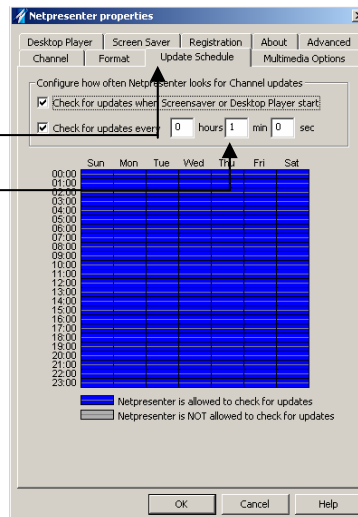 Netpresenter properties
Desktop Player Screen Saver Registration About Advanced
Channel Format Update Schedule Multimedia Options
Configure how often Netpresenter looks for Channel updates
Check for updates when Screensaver or Desktop Player start
Check for updates every 0 hours 1 min 0 sec
Sun Mon Tue Wed Thu Fri Sat
00:00
01:00
02:00
03:00
04:00
05:00
06:00
07:00
08:00
09:00
10:00
11:00
12:00
13:00
14:00
15:00
16:00
17:00
18:00
19:00
20:00
21:00
22:00
23:00
Netpresenter is allowed to check for updates
Netpresenter is NOT allowed to check for updates
OK Cancel Help